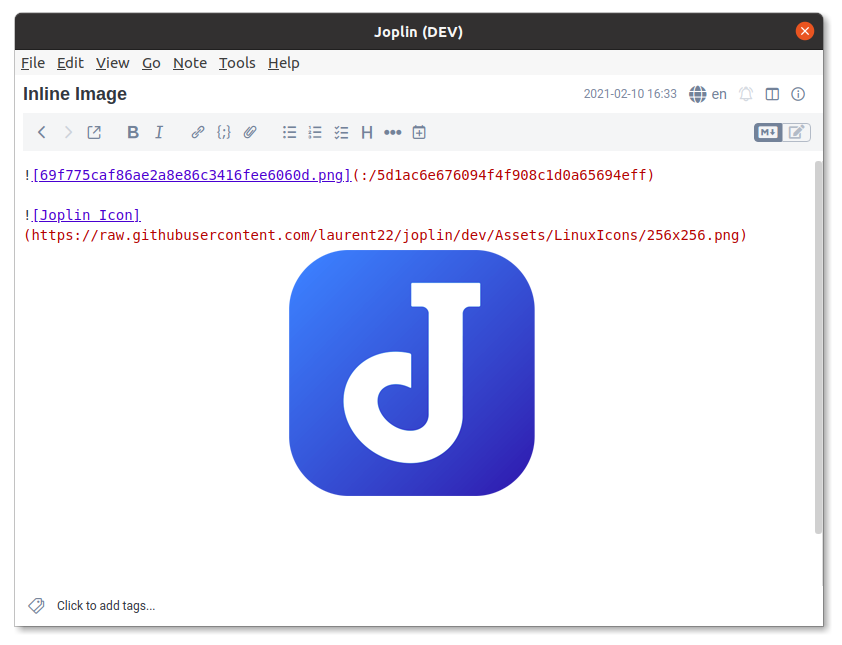 Joplin (DEV)
File Edit View Go Note Tools Help
Inline Image 2021-02-10 16:33 en
B I {;} H M↓
![69f775caf86ae2a8e86c3416fee6060d.png](:/5d1ac6e676094f4f908c1d0a65694eff)
![Joplin Icon]
(https://raw.githubusercontent.com/laurent22/joplin/dev/Assets/LinuxIcons/256x256.png)
J
Click to add tags...